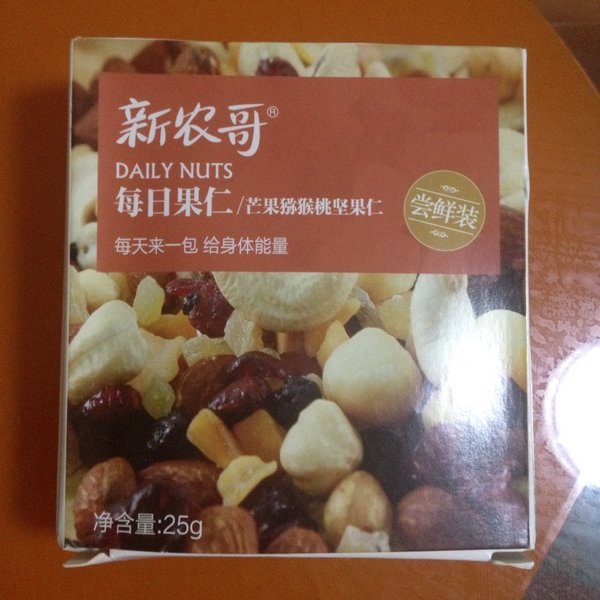 新农哥®
DAILY NUTS
每日果仁/芒果猕猴桃坚果仁
尝鲜装
每天来一包 给身体能量
净含量:25g